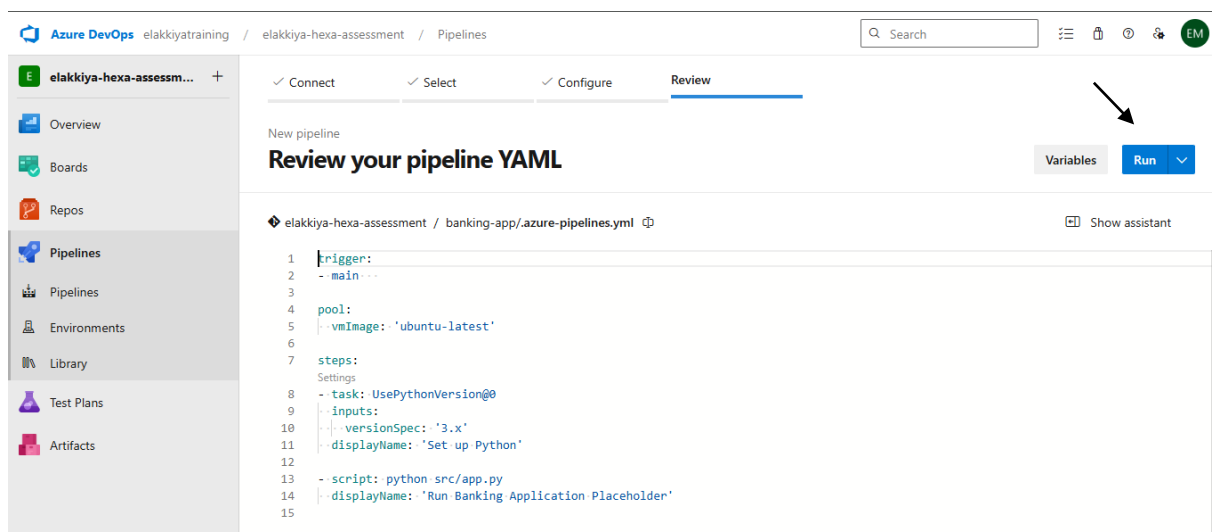 Azure DevOps elakkiyatraining / elakkiya-hexa-assessment / Pipelines
Search
EM
E elakkiya-hexa-assessm... +
Connect
Select
Configure
Review
Overview
Boards
Repos
Pipelines
Pipelines
Environments
Library
Test Plans
Artifacts
New pipeline
Review your pipeline YAML
Variables
Run
elakkiya-hexa-assessment / banking-app/.azure-pipelines.yml
Show assistant
1 trigger:
2 - main
3
4 pool:
5   vmImage: 'ubuntu-latest'
6
7 steps:
Settings
8 - task: UsePythonVersion@0
9   inputs:
10     versionSpec: '3.x'
11   displayName: 'Set up Python'
12
13 - script: python src/app.py
14   displayName: 'Run Banking Application Placeholder'
15